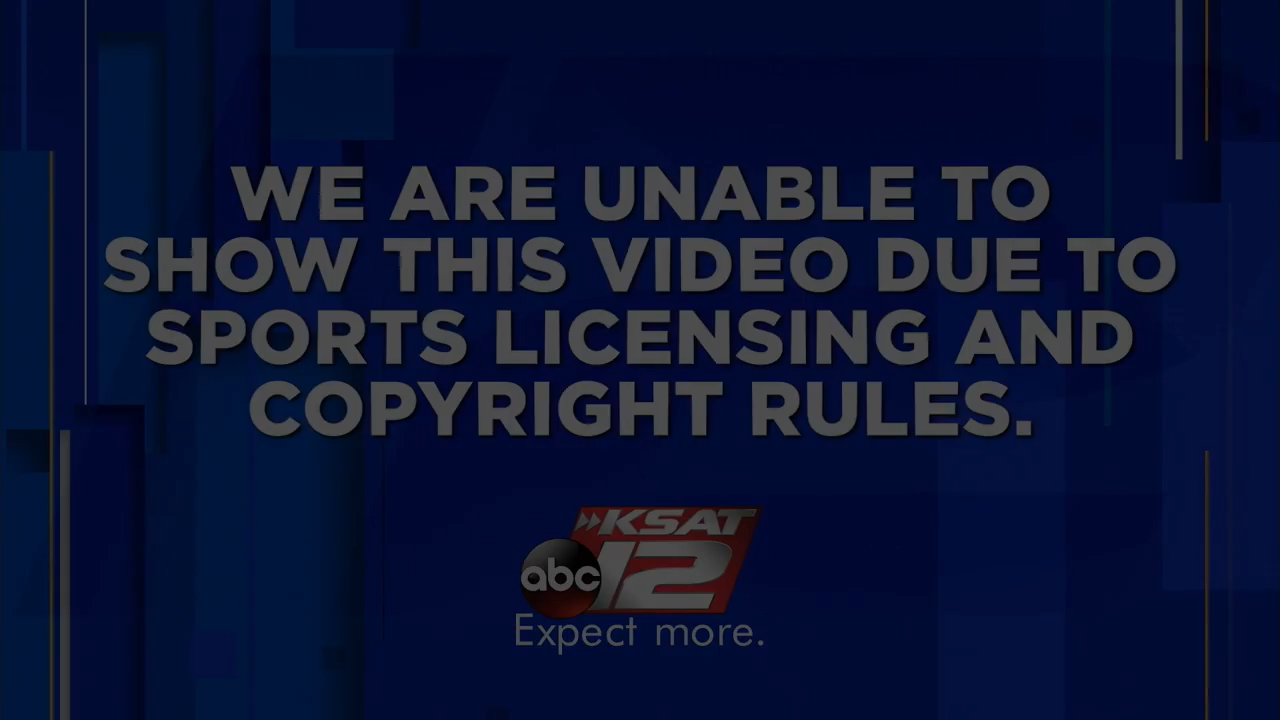 WE ARE UNABLE TO
SHOW THIS VIDEO DUE TO
SPORTS LICENSING AND
COPYRIGHT RULES.
KSAT
abc 12
Expect more.